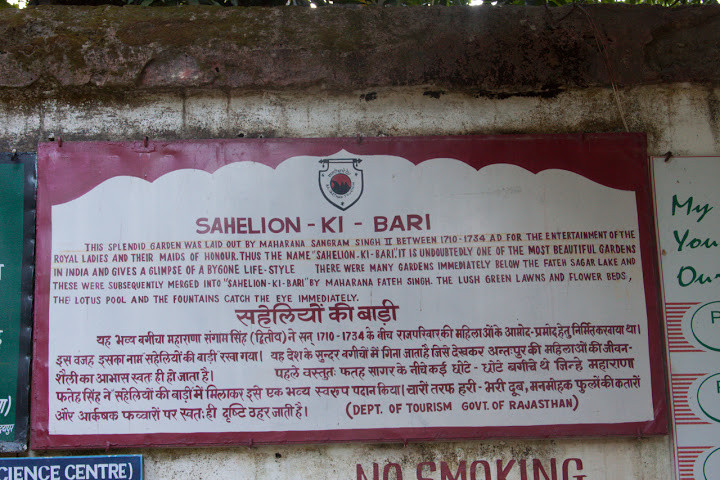 SAHELION - KI - BARI
THIS SPLENDID GARDEN WAS LAID OUT BY MAHARANA SANGRAM SINGH II BETWEEN 1710-1734 AD FOR THE ENTERTAINMENT OF THE
ROYAL LADIES AND THEIR MAIDS OF HONOUR. THUS THE NAME "SAHELION-KI-BARI," IT IS UNDOUBTEDLY ONE OF THE MOST BEAUTIFUL GARDENS
IN INDIA AND GIVES A GLIMPSE OF A BYGONE LIFE-STYLE THERE WERE MANY GARDENS IMMEDIATELY BELOW THE FATEH SAGAR LAKE AND
THESE WERE SUBSEQUENTLY MERGED INTO "SAHELION-KI-BARI" BY MAHARANA FATEH SINGH. THE LUSH GREEN LAWNS AND FLOWER BEDS,
THE LOTUS POOL AND THE FOUNTAINS CATCH THE EYE IMMEDIATELY.
सहेलियों की बाड़ी
यह भव्य बगीचा महाराणा संगाम सिंह (द्वितीय) ने सन् 1710-1734 के बीच राजपरिवार की महिलाओं के आमोद-प्रमोद हेतु निर्मित करवाया था।
इस वजह इसका नाम सहेलियों की बाड़ी रखा गया। यह देश के सुन्दर बगीचों में गिना जाता है जिसे देखकर अन्तःपुर की महिलाओं की जीवन-
शैली का आभास स्वतः ही हो जाता है। पहले वस्तुतः फतह सागर के नीचे कई छोटे-छोटे बगीचे थे जिन्हे महाराणा
फतेह सिंह ने सहेलियों की बाड़ी में मिलाकर इसे एक भव्य स्वरूप पदान किया। चारों तरफ हरी-भरी दूब, मनमोहक फुलों की कतारों
और आर्कषक फव्वारों पर स्वतः ही दृष्टि ठहर जाती है। (DEPT. OF TOURISM GOVT. OF RAJASTHAN)
SCIENCE CENTRE)
NO SMOKING
My
You
Ou